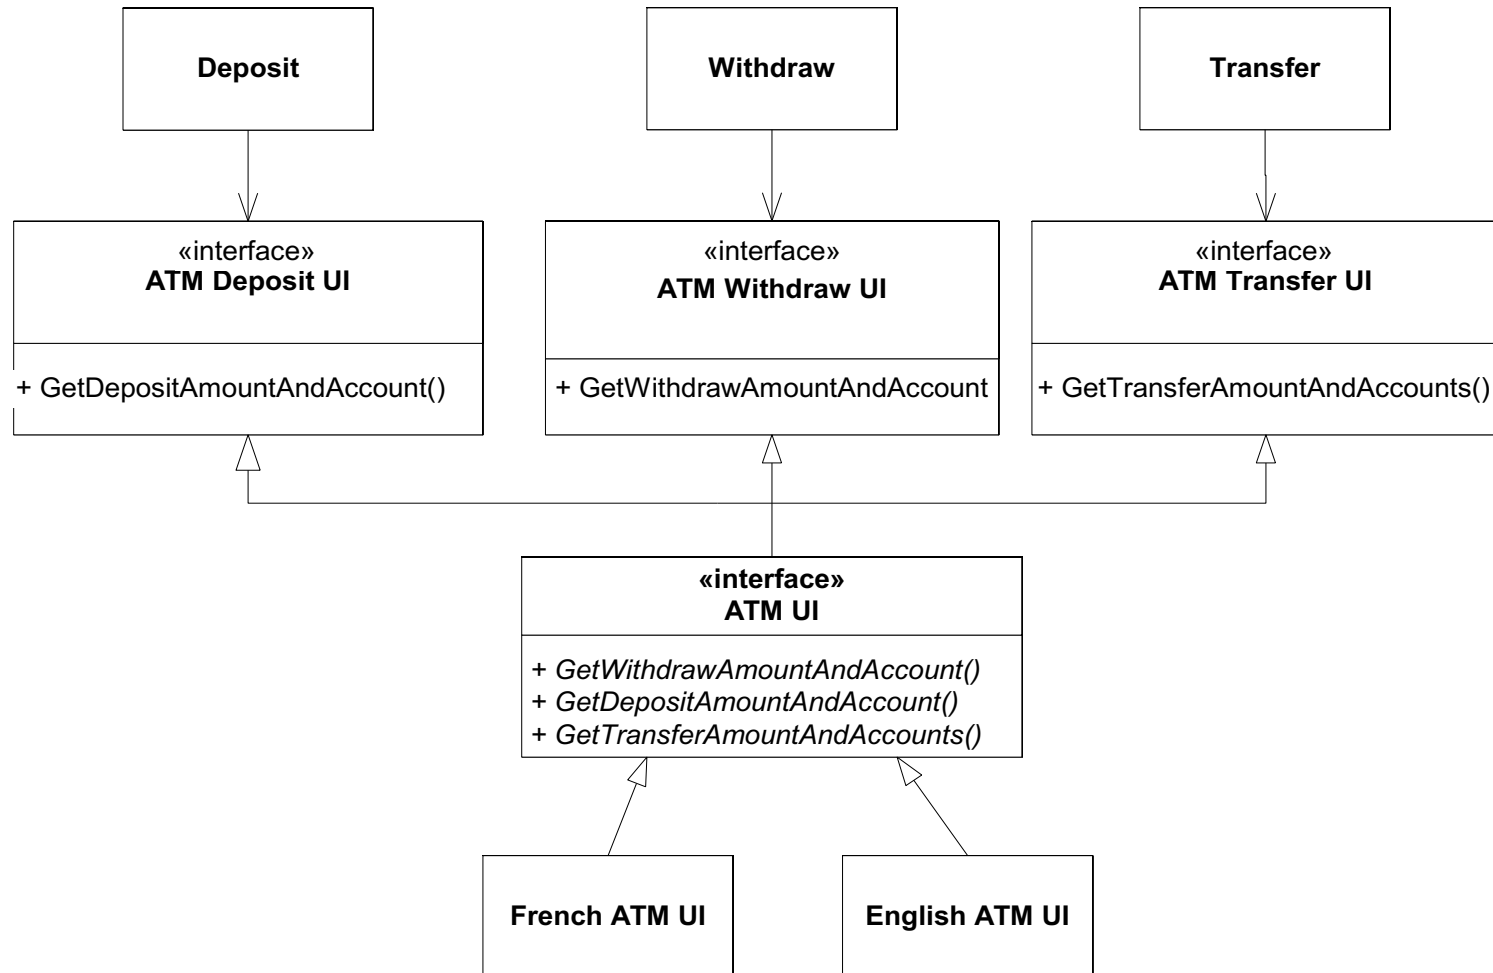 Deposit
Withdraw
Transfer
«interface»
ATM Deposit UI
+ GetDepositAmountAndAccount()
«interface»
ATM Withdraw UI
+ GetWithdrawAmountAndAccount
«interface»
ATM Transfer UI
+ GetTransferAmountAndAccounts()
«interface»
ATM UI
+ GetWithdrawAmountAndAccount()
+ GetDepositAmountAndAccount()
+ GetTransferAmountAndAccounts()
French ATM UI
English ATM UI